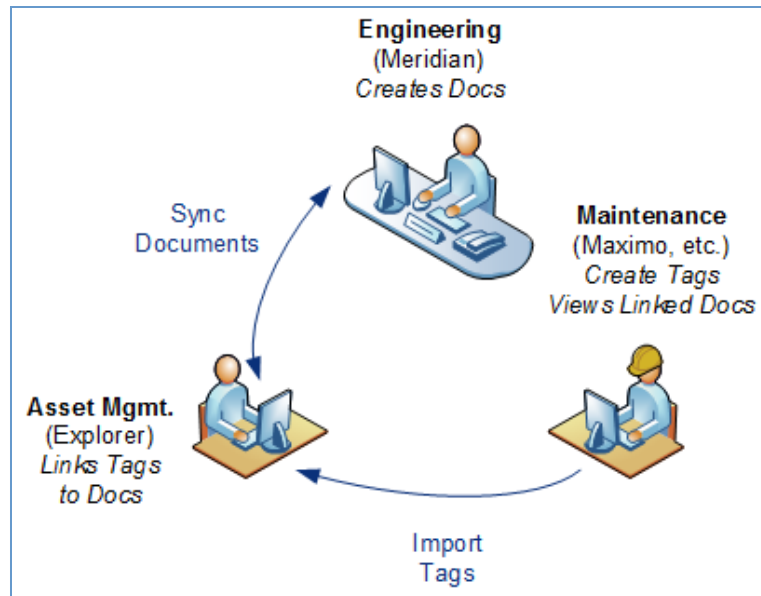 Engineering
(Meridian)
Creates Docs
Sync
Documents
Maintenance
(Maximo, etc.)
Create Tags
Views Linked Docs
Asset Mgmt.
(Explorer)
Links Tags
to Docs
Import
Tags